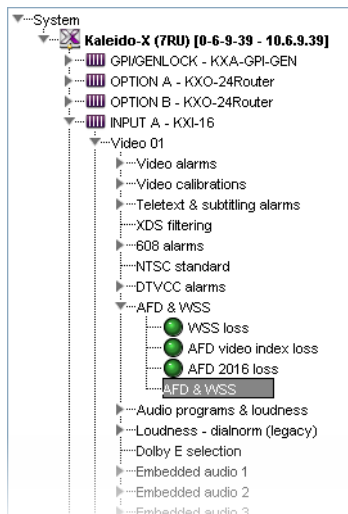 System
Kaleido-X (7RU) [0-6-9-39 - 10.6.9.39]
GPI/GENLOCK - KXA-GPI-GEN
OPTION A - KXO-24Router
OPTION B - KXO-24Router
INPUT A - KXI-16
Video 01
Video alarms
Video calibrations
Teletext & subtitling alarms
XDS filtering
608 alarms
NTSC standard
DTVCC alarms
AFD & WSS
WSS loss
AFD video index loss
AFD 2016 loss
AFD & WSS
Audio programs & loudness
Loudness - dialnorm (legacy)
Dolby E selection
Embedded audio 1
Embedded audio 2
Embedded audio 3